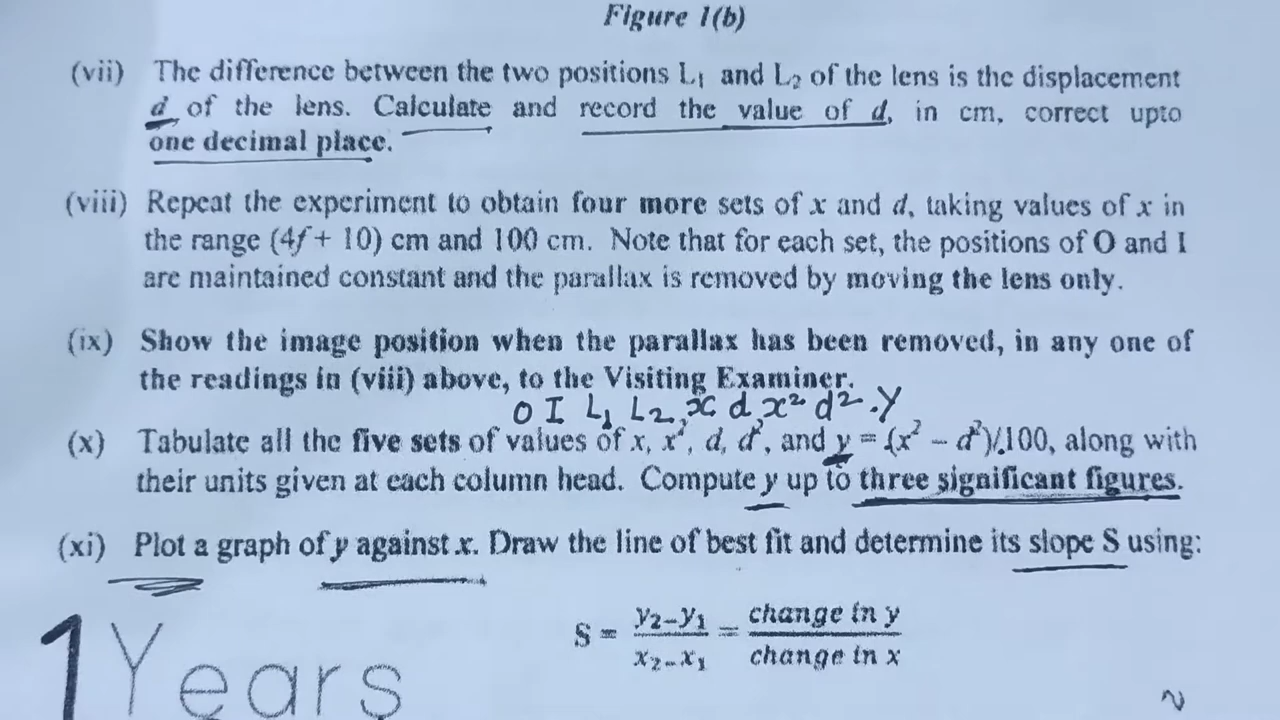 Figure 1(b)
(vii) The difference between the two positions L₁ and L₂ of the lens is the displacement
d of the lens. Calculate and record the value of d, in cm, correct upto
one decimal place.
(viii) Repeat the experiment to obtain four more sets of x and d, taking values of x in
the range (4f + 10) cm and 100 cm. Note that for each set, the positions of O and I
are maintained constant and the parallax is removed by moving the lens only.
(ix) Show the image position when the parallax has been removed, in any one of
the readings in (viii) above, to the Visiting Examiner.
O I L₁ L₂ x d x² d² .Y
(x) Tabulate all the five sets of values of x, x², d, d², and y = (x² – d²)/100, along with
their units given at each column head. Compute y up to three significant figures.
(xi) Plot a graph of y against x. Draw the line of best fit and determine its slope S using:
S = y₂–y₁ / x₂–x₁ = change in y / change in x
1 Years